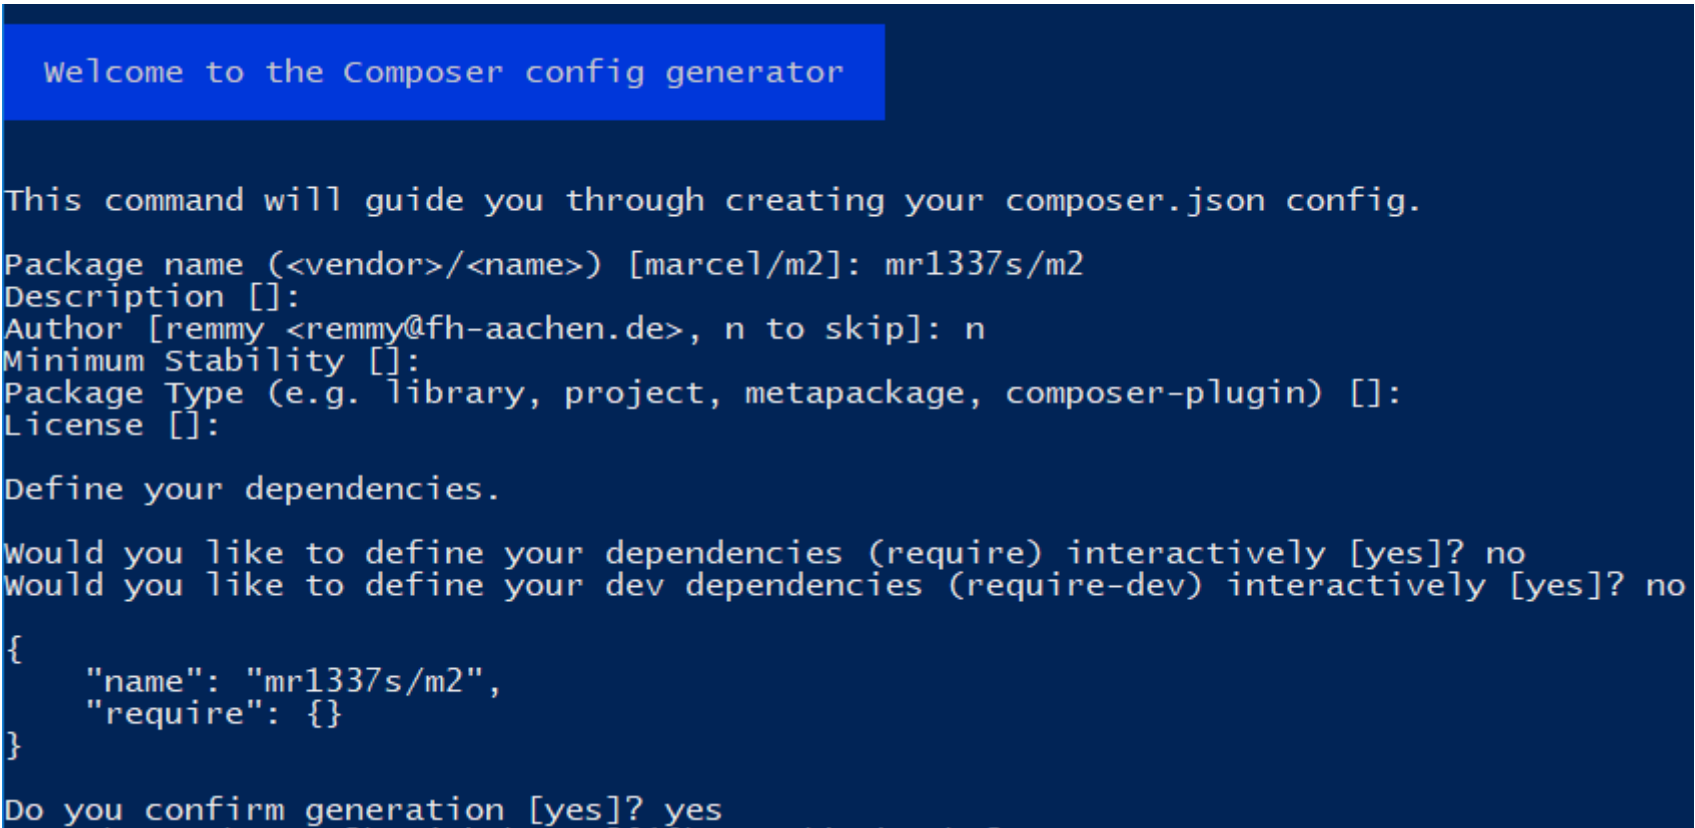 Welcome to the Composer config generator
This command will guide you through creating your composer.json config.
Package name (<vendor>/<name>) [marcel/m2]: mr1337s/m2
Description []:
Author [remmy <remmy@fh-aachen.de>, n to skip]: n
Minimum Stability []:
Package Type (e.g. library, project, metapackage, composer-plugin) []:
License []:
Define your dependencies.
Would you like to define your dependencies (require) interactively [yes]? no
Would you like to define your dev dependencies (require-dev) interactively [yes]? no
{
    "name": "mr1337s/m2",
    "require": {}
}
Do you confirm generation [yes]? yes